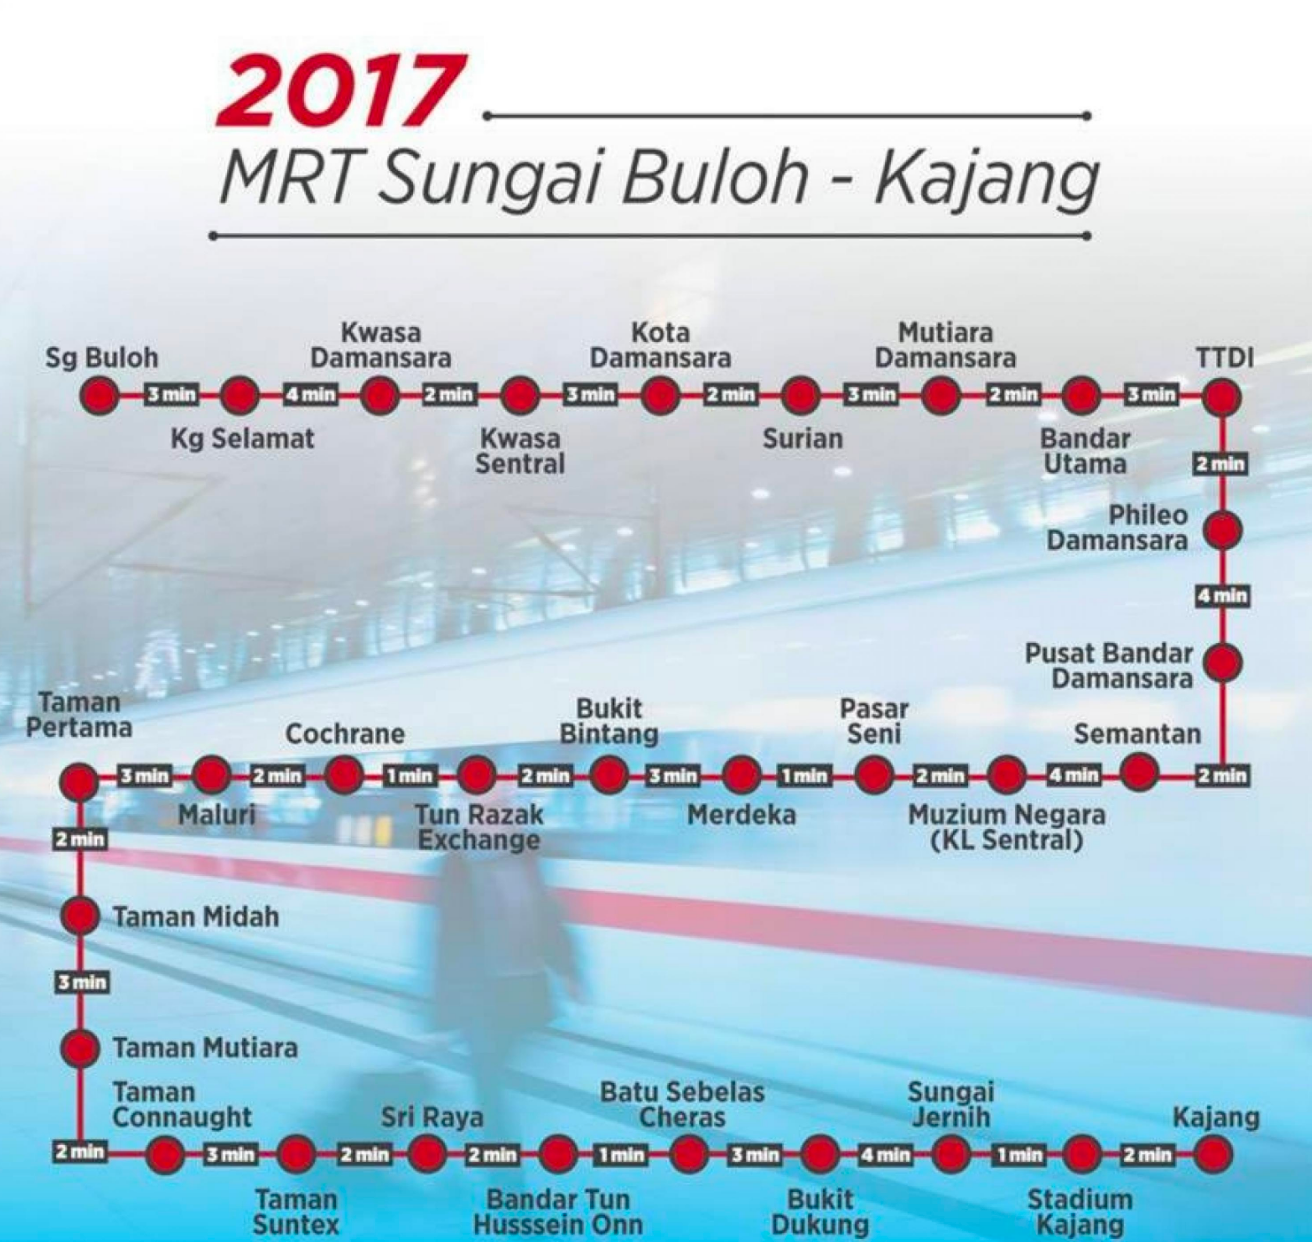 2017
MRT Sungai Buloh - Kajang
Sg Buloh
3 min
Kg Selamat
4 min
Kwasa
Damansara
2 min
Kwasa
Sentral
3 min
Kota
Damansara
2 min
Surian
3 min
Mutiara
Damansara
2 min
Bandar
Utama
3 min
TTDI
2 min
Phileo
Damansara
4 min
Pusat Bandar
Damansara
2 min
Semantan
4 min
Muzium Negara
(KL Sentral)
2 min
Pasar
Seni
1 min
Merdeka
3 min
Bukit
Bintang
2 min
Tun Razak
Exchange
1 min
Cochrane
2 min
Maluri
3 min
Taman
Pertama
2 min
Taman Midah
3 min
Taman Mutiara
2 min
Taman
Connaught
3 min
Taman
Suntex
2 min
Sri Raya
2 min
Bandar Tun
Husssein Onn
1 min
Batu Sebelas
Cheras
3 min
Bukit
Dukung
4 min
Sungai
Jernih
1 min
Stadium
Kajang
2 min
Kajang